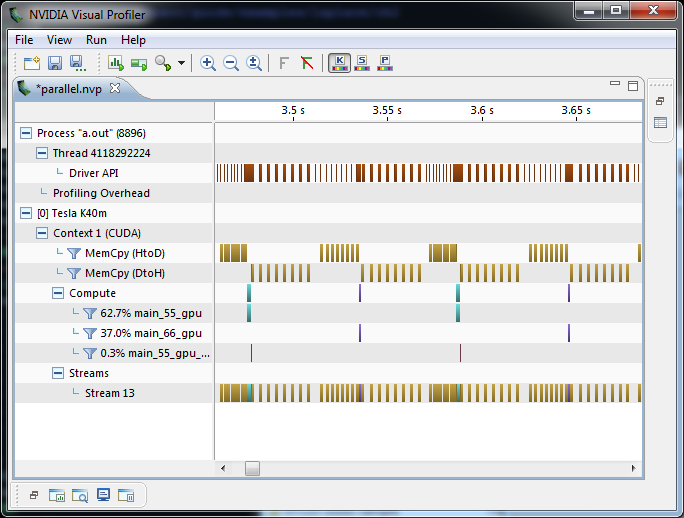 NVIDIA Visual Profiler
File View Run Help
F F K S P
*parallel.nvp
3.5 s 3.55 s 3.6 s 3.65 s
Process "a.out" (8896)
Thread 4118292224
Driver API
Profiling Overhead
[0] Tesla K40m
Context 1 (CUDA)
MemCpy (HtoD)
MemCpy (DtoH)
Compute
62.7% main_55_gpu
37.0% main_66_gpu
0.3% main_55_gpu_...
Streams
Stream 13